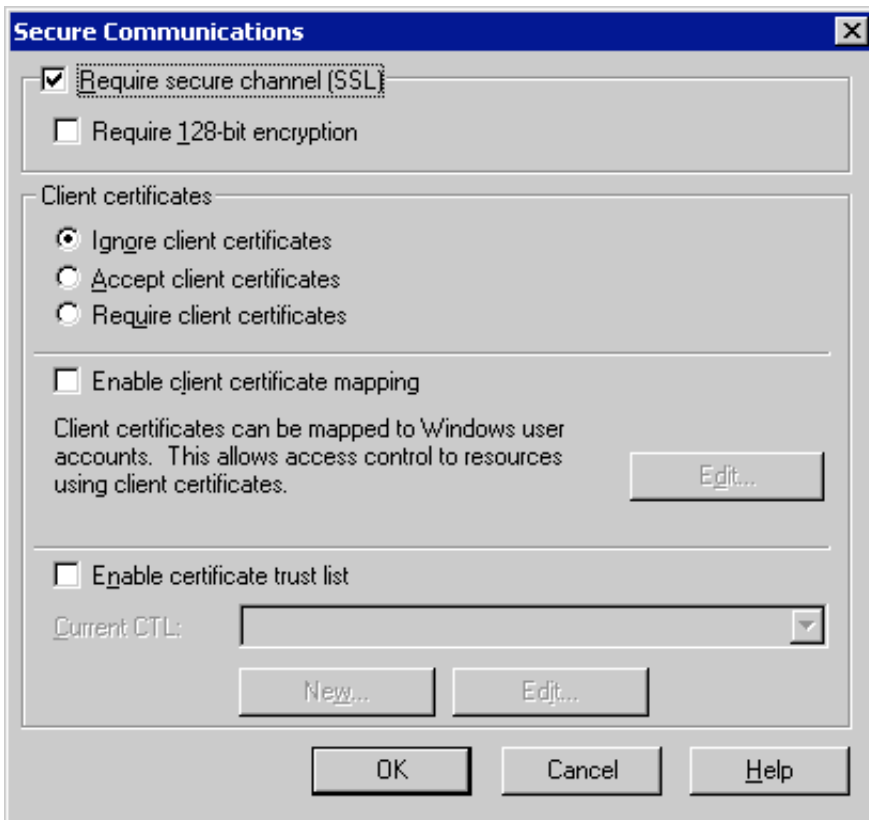 Secure Communications
Require secure channel (SSL)
Require 128-bit encryption
Client certificates
Ignore client certificates
Accept client certificates
Require client certificates
Enable client certificate mapping
Client certificates can be mapped to Windows user
accounts.  This allows access control to resources
using client certificates.
Edit...
Enable certificate trust list
Current CTL:
New...
Edit...
OK
Cancel
Help